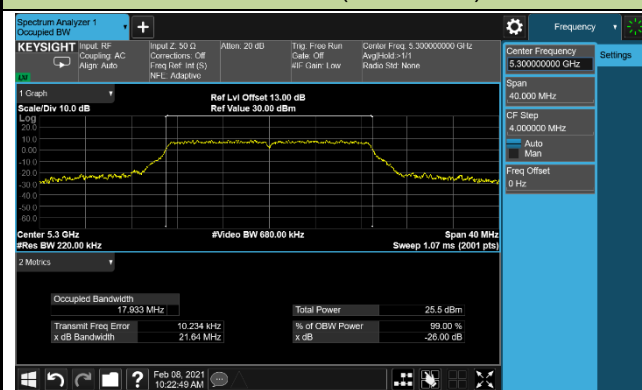 Spectrum Analyzer 1
Occupied BW
+
Frequency
KEYSIGHT Input: RF Input Z: 50 Ω Atten: 20 dB Trig: Free Run Center Freq: 5.300000000 GHz
Coupling: AC Corrections: Off Gate: Off Avg|Hold:>1/1
Align: Auto Freq Ref: Int (S) #IF Gain: Low Radio Std: None
NFE: Adaptive
Center Frequency
5.300000000 GHz
Settings
Span
40.000 MHz
CF Step
4.000000 MHz
Auto
Man
Freq Offset
0 Hz
1 Graph
Ref Lvl Offset 13.00 dB
Scale/Div 10.0 dB Ref Value 30.00 dBm
Log
20.0
10.0
0.00
-10.0
-20.0
-30.0
-40.0
-50.0
-60.0
Center 5.3 GHz #Video BW 680.00 kHz Span 40 MHz
#Res BW 220.00 kHz Sweep 1.07 ms (2001 pts)
2 Metrics
Occupied Bandwidth
17.933 MHz Total Power 25.5 dBm
Transmit Freq Error 10.234 kHz % of OBW Power 99.00 %
x dB Bandwidth 21.64 MHz x dB -26.00 dB
? Feb 08, 2021
10:22:49 AM